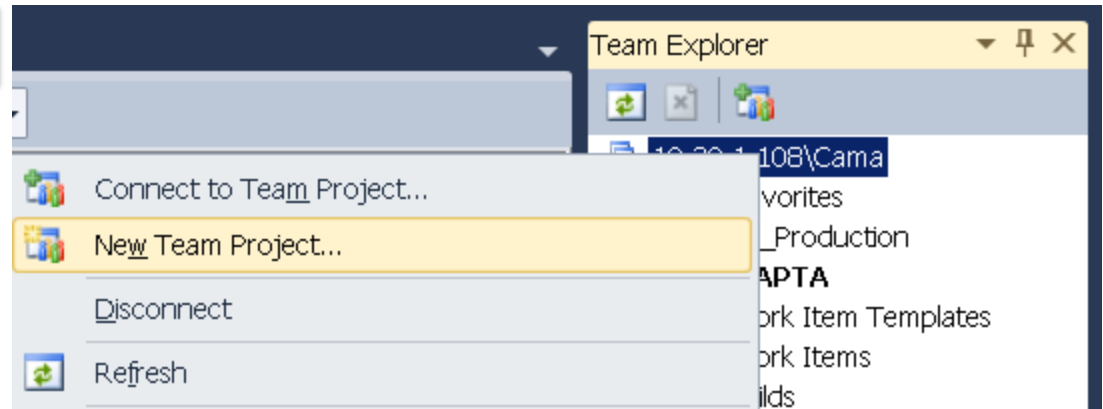 Team Explorer
108\Cama
Connect to Team Project...
vorites
New Team Project...
_Production
APTA
Disconnect
ork Item Templates
ork Items
Refresh
ilds